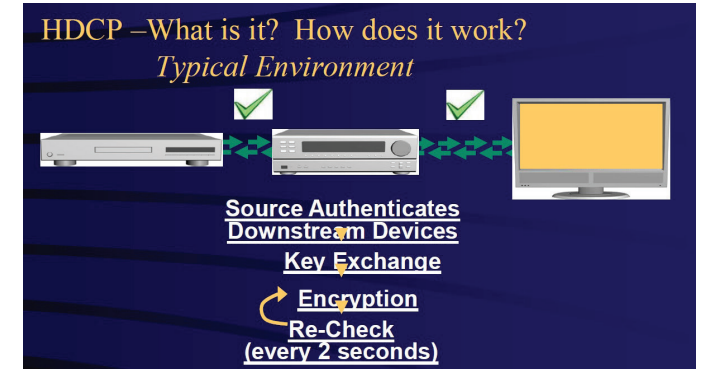 HDCP –What is it?  How does it work?
Typical Environment
Source Authenticates
Downstream Devices
Key Exchange
Encryption
Re-Check
(every 2 seconds)